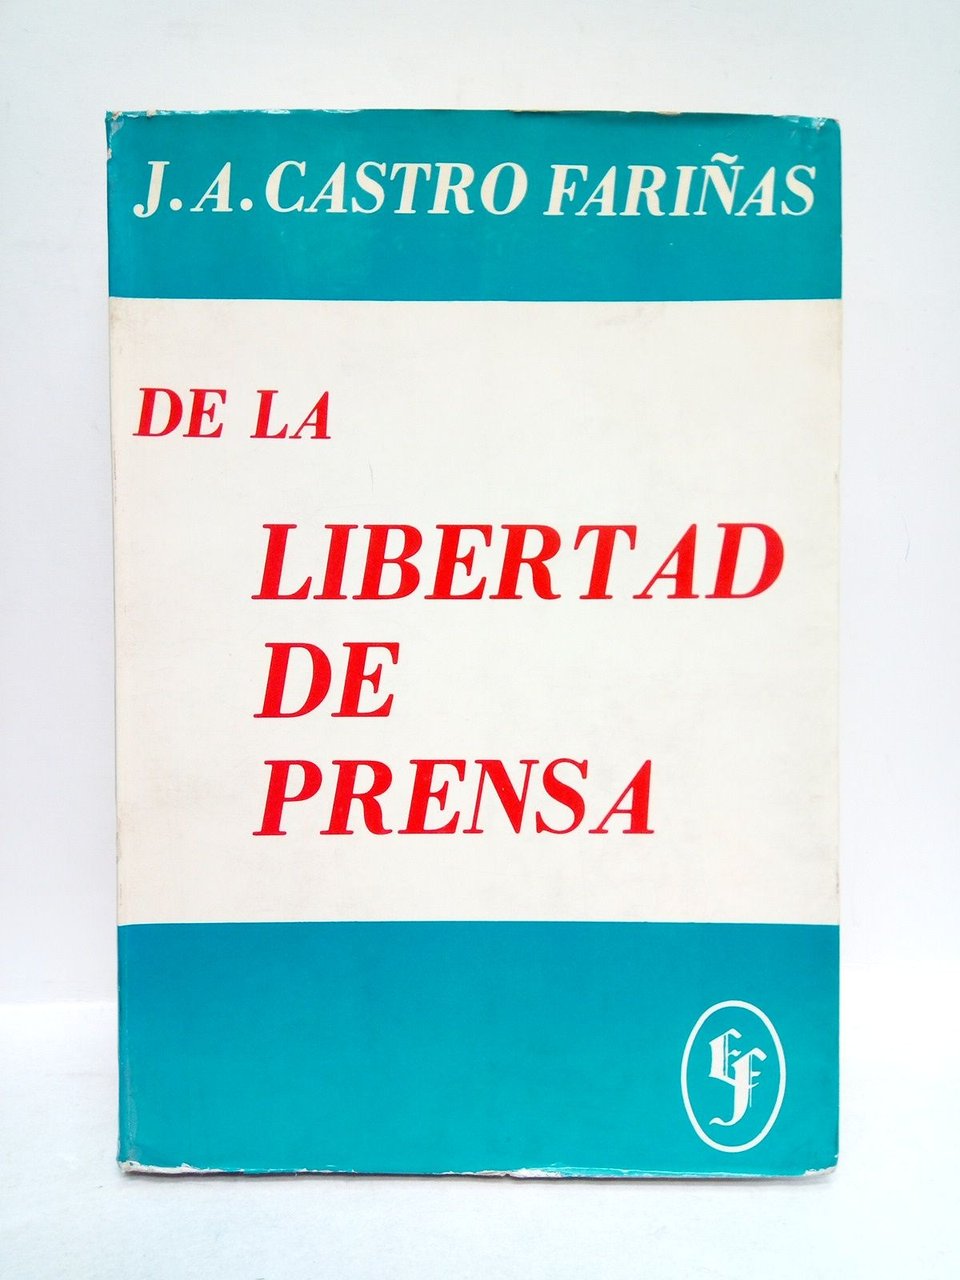 J. A. CASTRO FARIÑAS
DE LA
LIBERTAD
DE
PRENSA